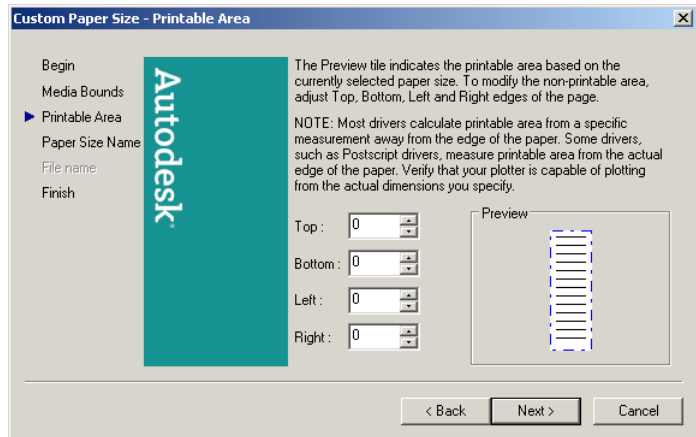 Custom Paper Size - Printable Area
Begin
Media Bounds
Printable Area
Paper Size Name
File name
Finish
Autodesk
The Preview tile indicates the printable area based on the
currently selected paper size. To modify the non-printable area,
adjust Top, Bottom, Left and Right edges of the page.
NOTE: Most drivers calculate printable area from a specific
measurement away from the edge of the paper. Some drivers,
such as Postscript drivers, measure printable area from the actual
edge of the paper. Verify that your plotter is capable of plotting
from the actual dimensions you specify.
Top : 0
Bottom : 0
Left : 0
Right : 0
Preview
< Back
Next >
Cancel